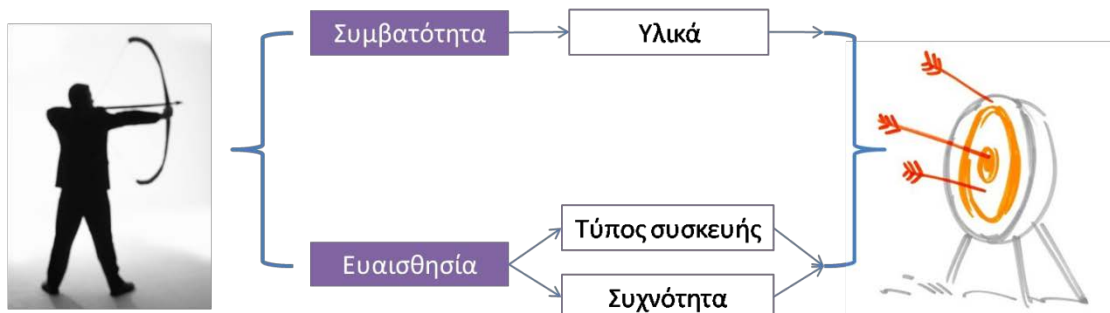 Συμβατότητα
Υλικά
Τύπος συσκευής
Ευαισθησία
Συχνότητα